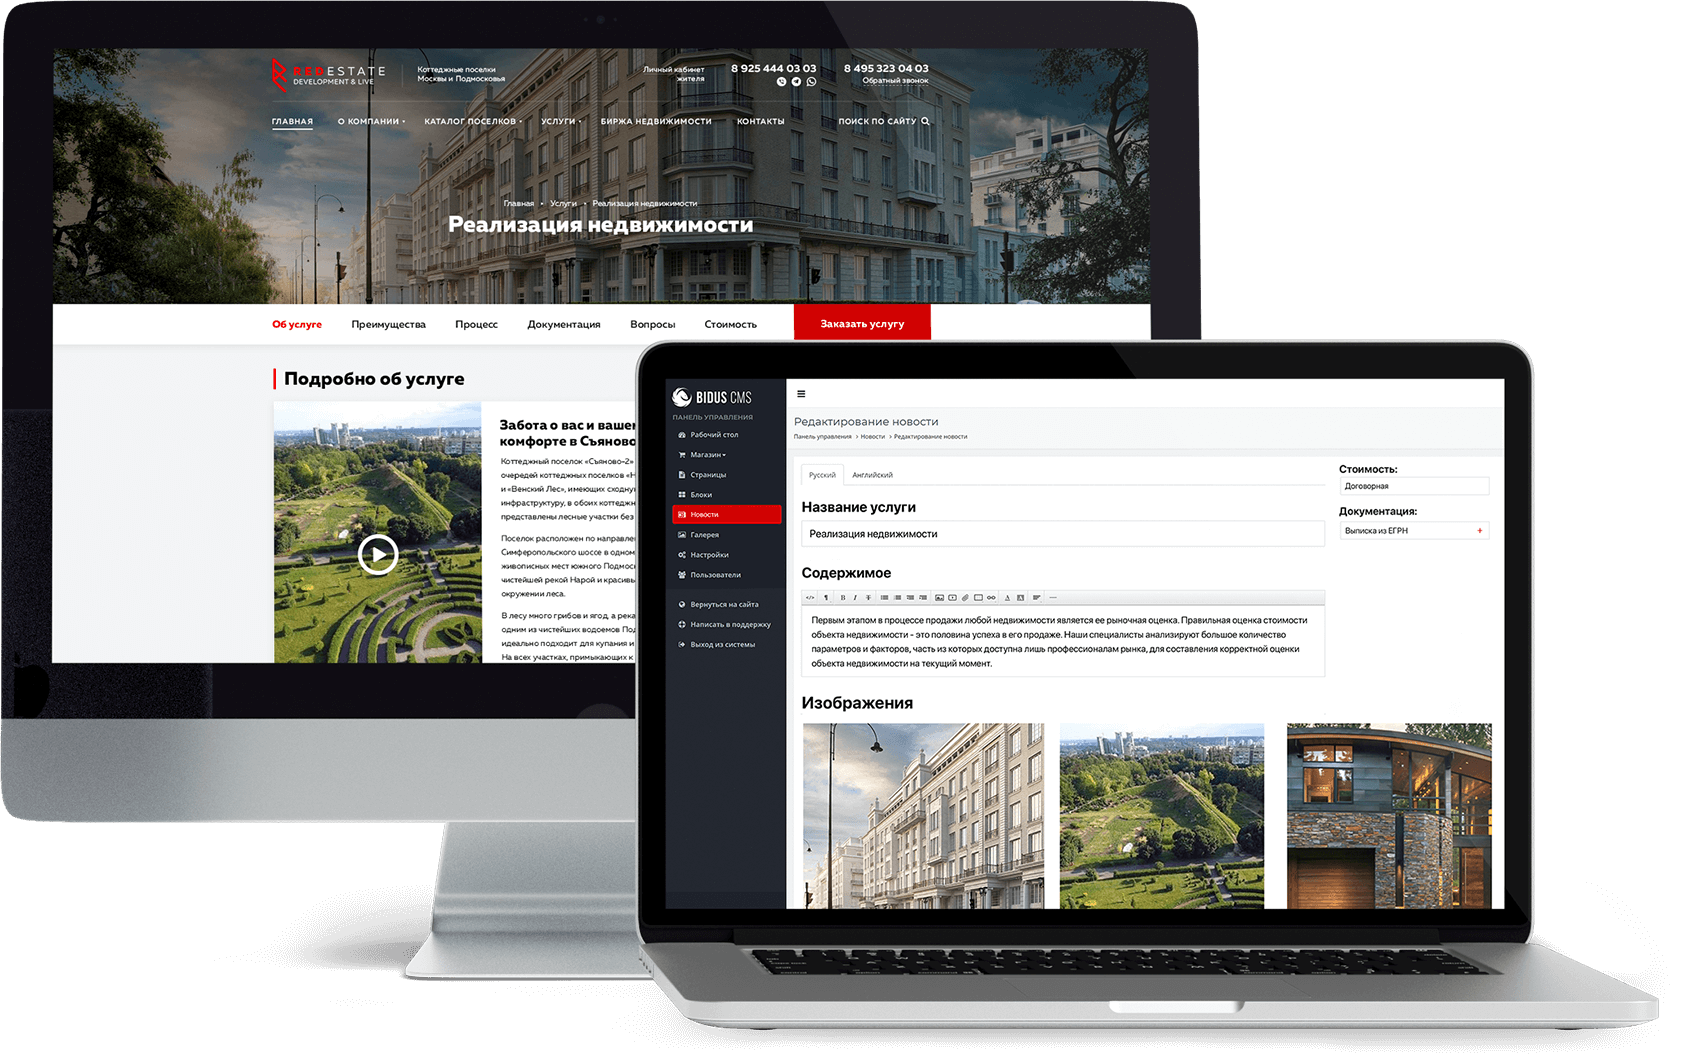 REDESTATE
DEVELOPMENT & LIVE
Коттеджные поселки
Москвы и Подмосковья
Личный кабинет
жителя
8 925 444 03 03
8 495 323 04 03
Обратный звонок
ГЛАВНАЯ
О КОМПАНИИ
КАТАЛОГ ПОСЕЛКОВ
УСЛУГИ
БИРЖА НЕДВИЖИМОСТИ
КОНТАКТЫ
ПОИСК ПО САЙТУ
Главная • Услуги • Реализация недвижимости
Реализация недвижимости
Об услуге
Преимущества
Процесс
Документация
Вопросы
Стоимость
Заказать услугу
Подробно об услуге
Забота о вас и вашем
комфорте в Съяново
Коттеджный поселок «Съяново-2»
очередей коттеджных поселков «Н
и «Венский Лес», имеющих сходну
инфраструктуру, в обоих коттедж
представлены лесные участки без
Поселок расположен по направле
Симферопольского шоссе в одном
живописных мест южного Подмос
чистейшей рекой Нарой и красивы
окружении леса.
В лесу много грибов и ягод, а река
одним из чистейших водоемов Под
идеально подходит для купания и
На всех участках, примыкающих к
BIDUS CMS
ПАНЕЛЬ УПРАВЛЕНИЯ
Рабочий стол
Магазин
Страницы
Блоки
Новости
Галерея
Настройки
Пользователи
Вернуться на сайта
Написать в поддержку
Выход из системы
Редактирование новости
Панель управления > Новости > Редактирование новости
Русский
Английский
Название услуги
Реализация недвижимости
Содержимое
Первым этапом в процессе продажи любой недвижимости является ее рыночная оценка. Правильная оценка стоимости
объекта недвижимости - это половина успеха в его продаже. Наши специалисты анализируют большое количество
параметров и факторов, часть из которых доступна лишь профессионалам рынка, для составления корректной оценки
объекта недвижимости на текущий момент.
Изображения
Стоимость:
Договорная
Документация:
Выписка из ЕГРН +